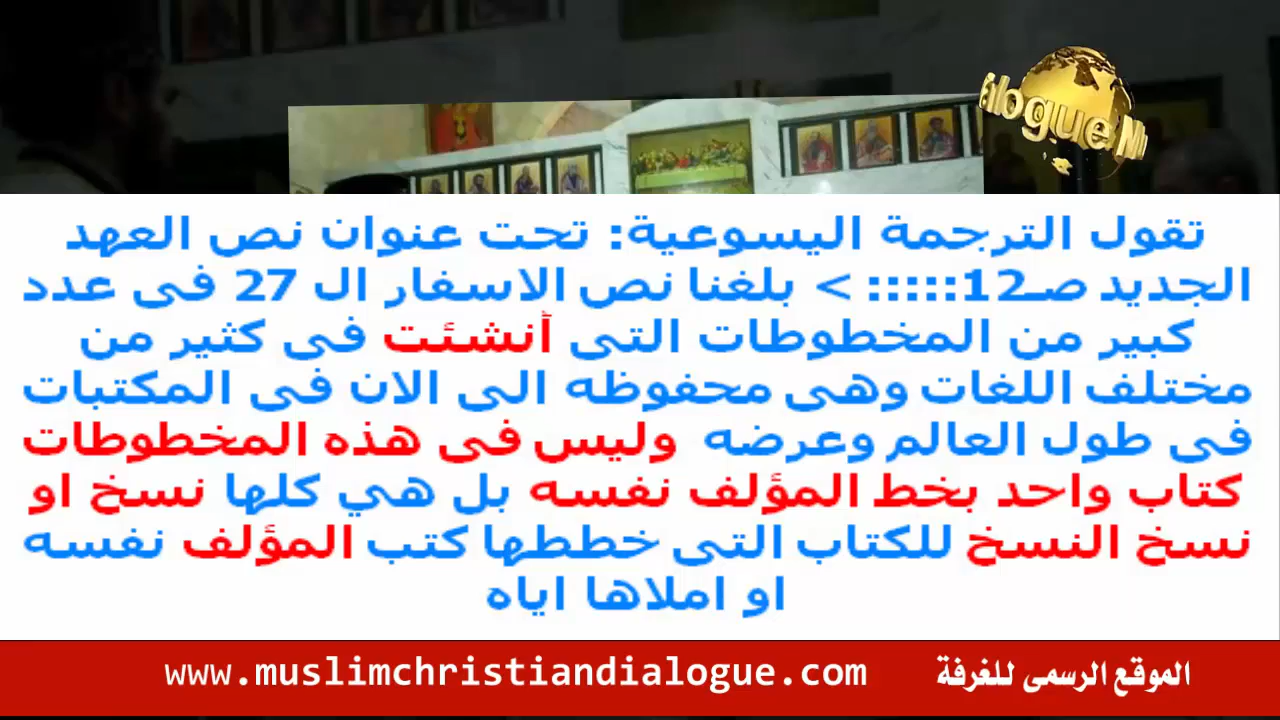 alogue Mu
تقول الترجمة اليسوعية: تحت عنوان نص العهد
الجديد صـ12::::: > بلغنا نص الاسفار ال 27 فى عدد
كبير من المخطوطات التى أنشئت فى كثير من
مختلف اللغات وهى محفوظه الى الان فى المكتبات
فى طول العالم وعرضه وليس فى هذه المخطوطات
كتاب واحد بخط المؤلف نفسه بل هي كلها نسخ او
نسخ النسخ للكتاب التى خططها كتب المؤلف نفسه
او املاها اياه
www.muslimchristiandialogue.com الموقع الرسمى للغرفة